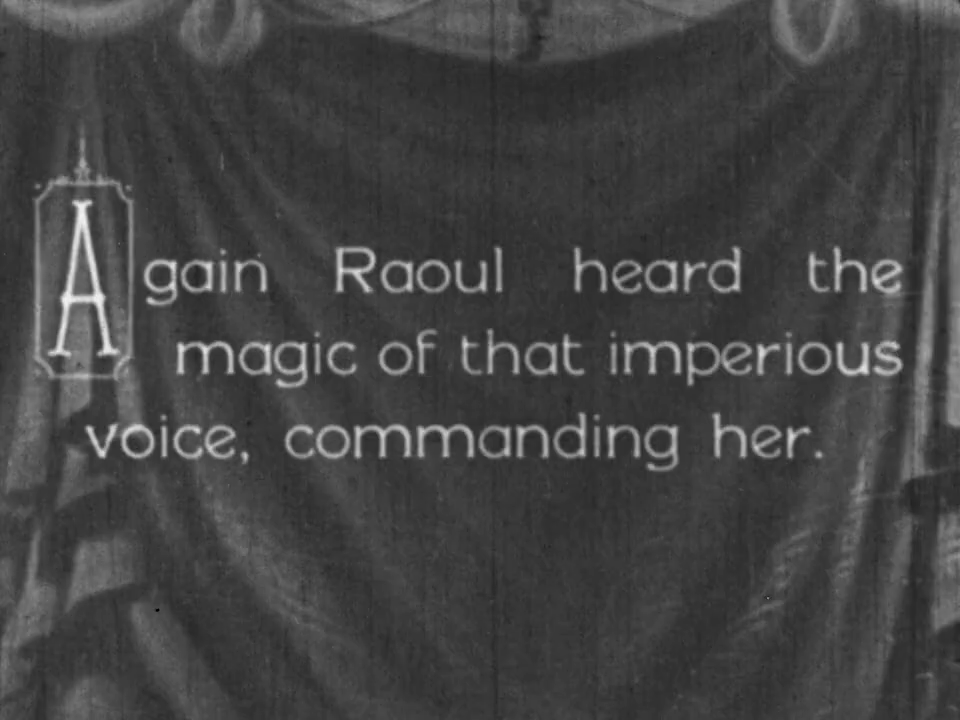 Again Raoul heard the
magic of that imperious
voice, commanding her.